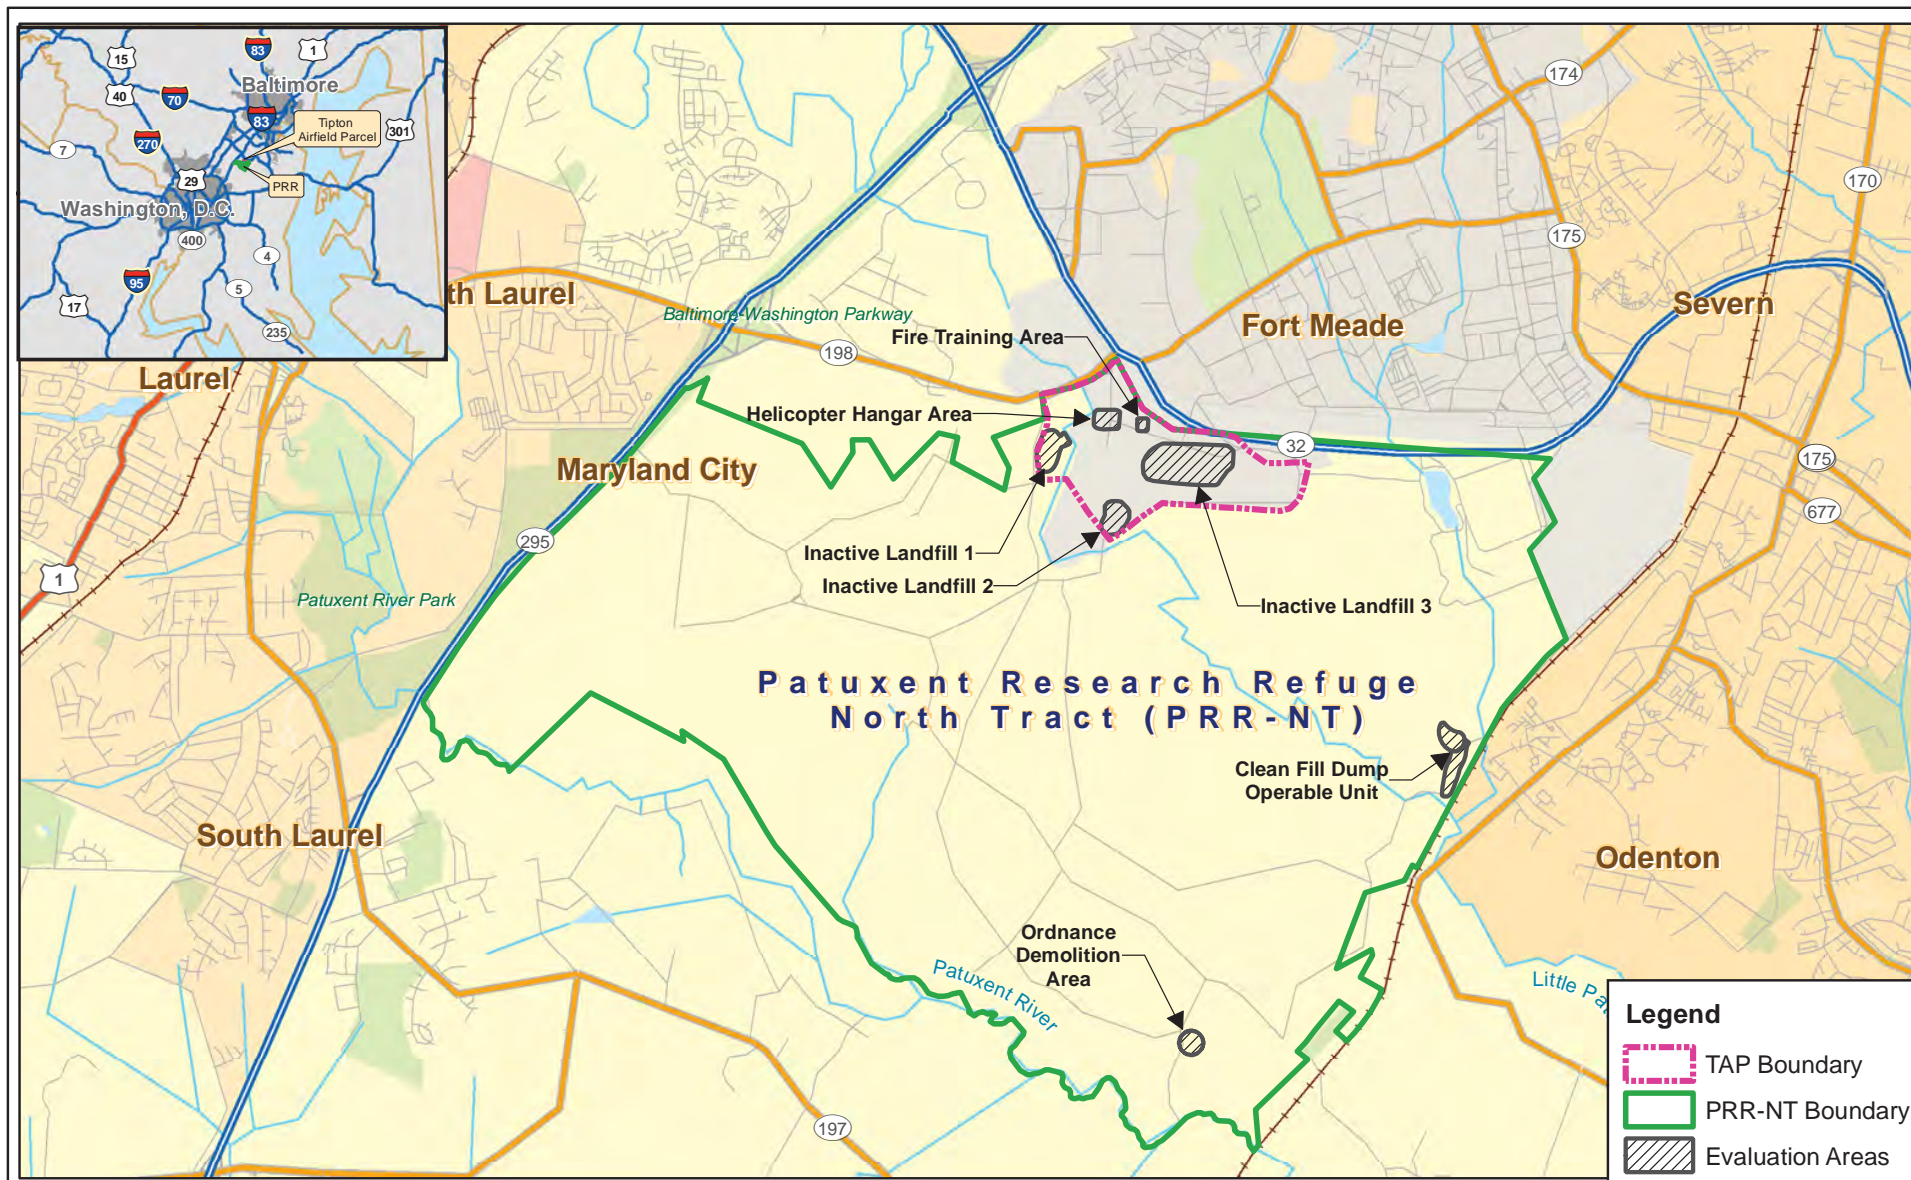 83
1
15
Baltimore
40
70
83
Tipton
Airfield Parcel
301
270
7
29
PRR
Washington, D.C.
400
4
95
5
17
235
174
170
175
th Laurel
Severn
Baltimore-Washington Parkway
Fort Meade
Fire Training Area
198
Laurel
Helicopter Hangar Area
32
Maryland City
175
677
295
Inactive Landfill 1
1
Inactive Landfill 2
Patuxent River Park
Inactive Landfill 3
Patuxent Research Refuge
North Tract (PRR-NT)
Clean Fill Dump
Operable Unit
South Laurel
Odenton
Ordnance
Demolition
Area
Patuxent River
Little Pa
197
Legend
TAP Boundary
PRR-NT Boundary
Evaluation Areas